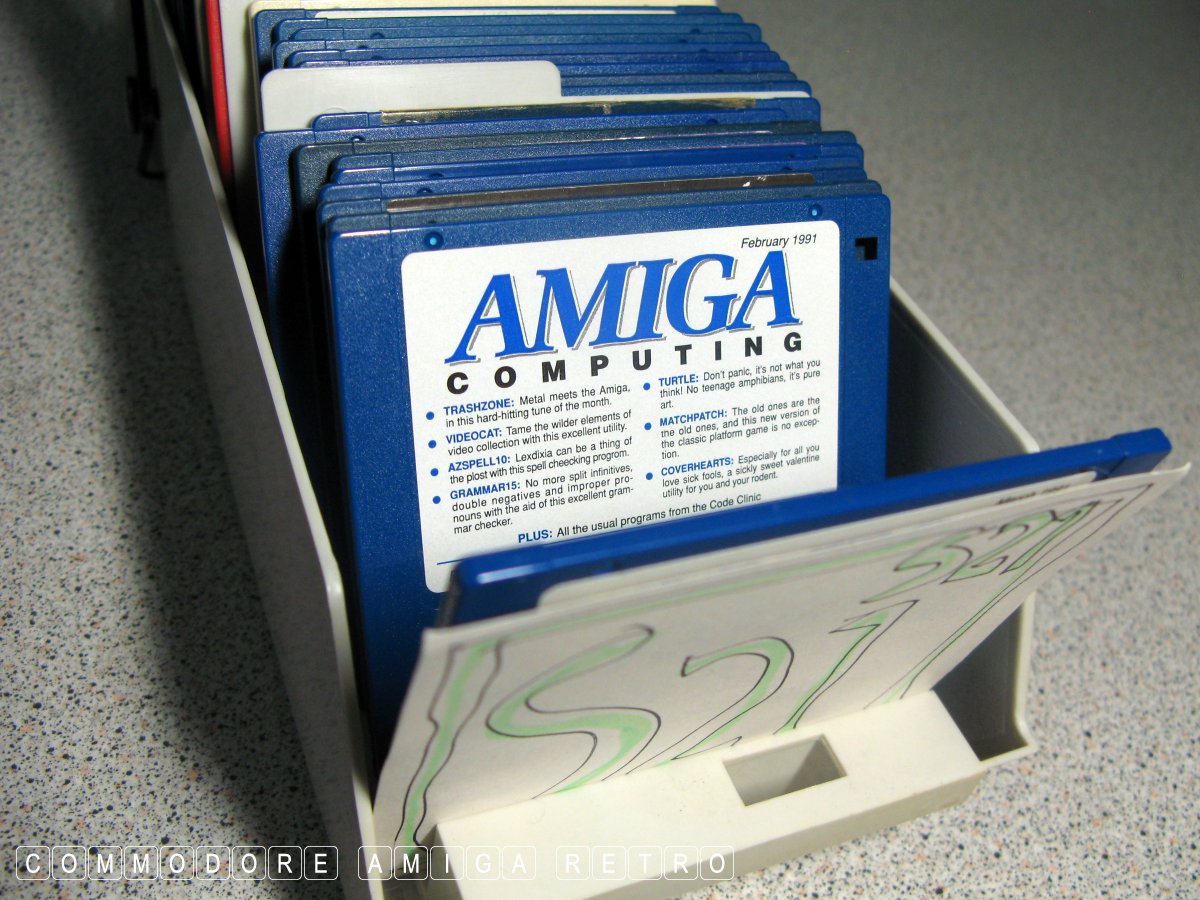 February 1991
AMIGA
COMPUTING
TRASHZONE: Metal meets the Amiga,
in this hard-hitting tune of the month.
VIDEOCAT: Tame the wilder elements of
video collection with this excellent utility.
AZSPELL10: Lexdixia can be a thing of
the plost with this spell checking progrom.
GRAMMAR15: No more split infinitives,
double negatives and improper pro-
nouns with the aid of this excellent gram-
mar checker.
TURTLE: Don't panic, it's not what you
think! No teenage amphibians, it's pure
art.
MATCHPATCH: The old ones are the
the old ones, and this new version of
the classic platform game is no excep-
tion.
COVERHEARTS: Especially for all you
love sick fools, a sickly sweet valentine
utility for you and your rodent.
PLUS: All the usual programs from the Code Clinic
COMMODORE AMIGA RETRO